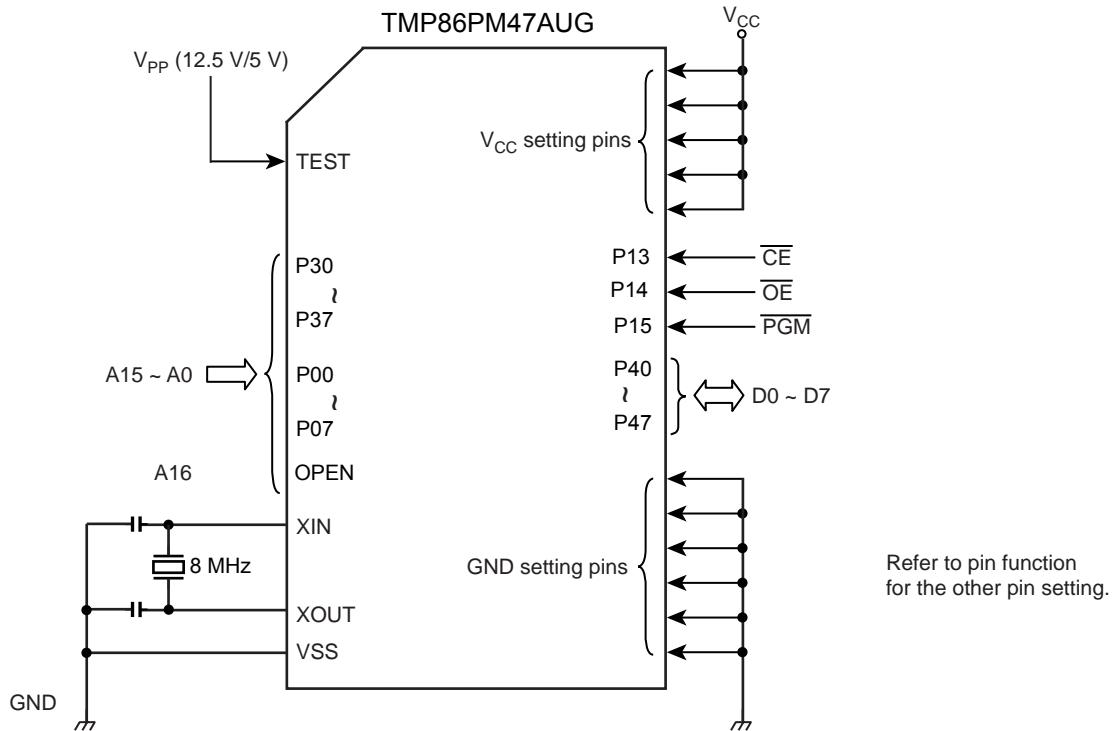 TMP86PM47AUG
VCC
VPP (12.5 V/5 V)
VCC setting pins
TEST
P30
~
P37
A15 ~ A0
P00
~
P07
A16
OPEN
XIN
8 MHz
XOUT
VSS
GND
P13
CE
P14
OE
P15
PGM
P40
~
P47
D0 ~ D7
GND setting pins
Refer to pin function
for the other pin setting.